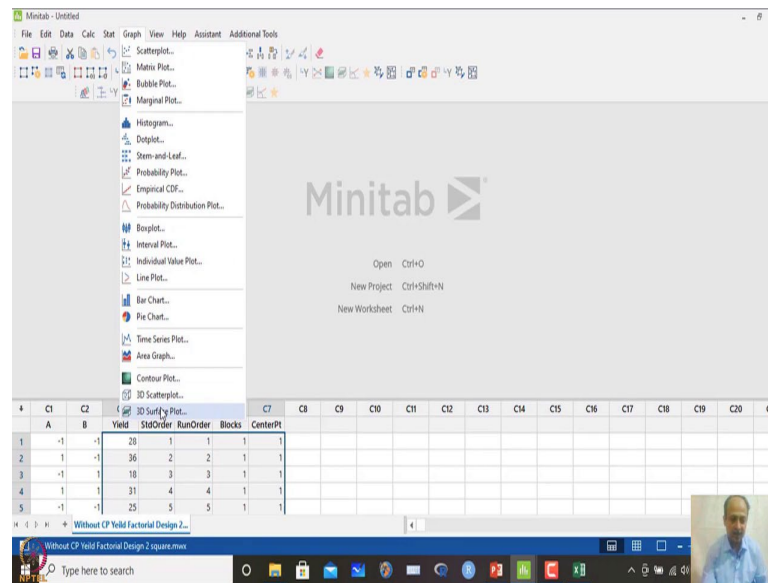 Minitab - Untitled
File Edit Data Calc Stat Graph View Help Assistant Additional Tools
Scatterplot...
Matrix Plot...
Bubble Plot...
Marginal Plot...
Histogram...
Dotplot...
Stem-and-Leaf...
Probability Plot...
Empirical CDF...
Probability Distribution Plot...
Boxplot...
Interval Plot...
Individual Value Plot...
Line Plot...
Bar Chart...
Pie Chart...
Time Series Plot...
Area Graph...
Contour Plot...
3D Scatterplot...
3D Surface Plot...
Minitab
Open Ctrl+O
New Project Ctrl+Shift+N
New Worksheet Ctrl+N
C1 C2 C7 C8 C9 C10 C11 C12 C13 C14 C15 C16 C17 C18 C19 C20
A B Yield StdOrder RunOrder Blocks CenterPt
1 -1 -1 28 1 1 1 1
2 1 -1 36 2 2 1 1
3 -1 1 18 3 3 1 1
4 1 1 31 4 4 1 1
5 -1 -1 25 5 5 1 1
Without CP Yeild Factorial Design 2...
Without CP Yeild Factorial Design 2 square.mwx
Type here to search
NPTEL